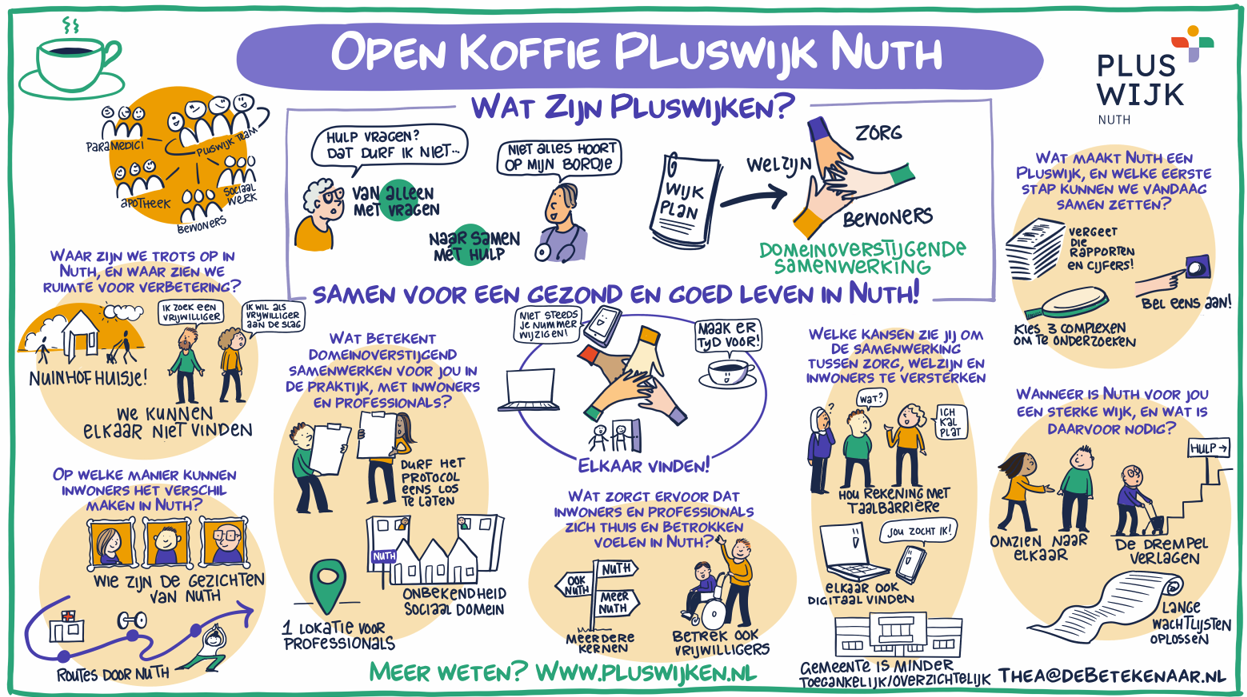 Open Koffie Pluswijk Nuth
PLUS
WIJK
NUTH
Paramedici
Pluswijk team
Apotheek
Sociaal
werk
Bewoners
Wat zijn Pluswijken?
Hulp vragen?
Dat durf ik niet...
Van alleen
met vragen
Niet alles hoort
op mijn bordje
Naar samen
met hulp
Wijk
plan
Zorg
Welzijn
Bewoners
Domeinoverstijgende
samenwerking
Samen voor een gezond en goed leven in Nuth!
Waar zijn we trots op in
Nuth, en waar zien we
ruimte voor verbetering?
Ik zoek een
vrijwilliger
Ik wil als
vrijwilliger
aan de slag
Nuinhof huisje!
We kunnen
elkaar niet vinden
Op welke manier kunnen
inwoners het verschil
maken in Nuth?
Wie zijn de gezichten
van Nuth
Routes door Nuth
Wat betekent
domeinoverstijgend
samenwerken voor jou in
de praktijk, met inwoners
en professionals?
Durf het
protocol
eens los
te laten
Nuth
Onbekendheid
sociaal domein
1 lokatie voor
professionals
Niet steeds
je nummer
wijzigen!
Maak er
tijd voor!
Elkaar vinden!
Wat zorgt ervoor dat
inwoners en professionals
zich thuis en betrokken
voelen in Nuth?
Ook
Nuth
Nuth
Meer
Nuth
Meerdere
kernen
Betrek ook
vrijwilligers
Welke kansen zie jij om
de samenwerking
tussen zorg, welzijn en
inwoners te versterken
Wat?
Ich
kal
plat
Hou rekening met
taalbarrière
Jou zocht ik!
Elkaar ook
digitaal vinden
Gemeente is minder
toegankelijk/overzichtelijk
Wat maakt Nuth een
Pluswijk, en welke eerste
stap kunnen we vandaag
samen zetten?
Vergeet
die
rapporten
en cijfers!
Bel eens aan!
Kies 3 complexen
om te onderzoeken
Wanneer is Nuth voor jou
een sterke wijk, en wat is
daarvoor nodig?
Hulp →
Omzien naar
elkaar
De drempel
verlagen
Lange
wachtlijsten
oplossen
Meer weten? www.pluswijken.nl
Thea@deBetekenaar.nl